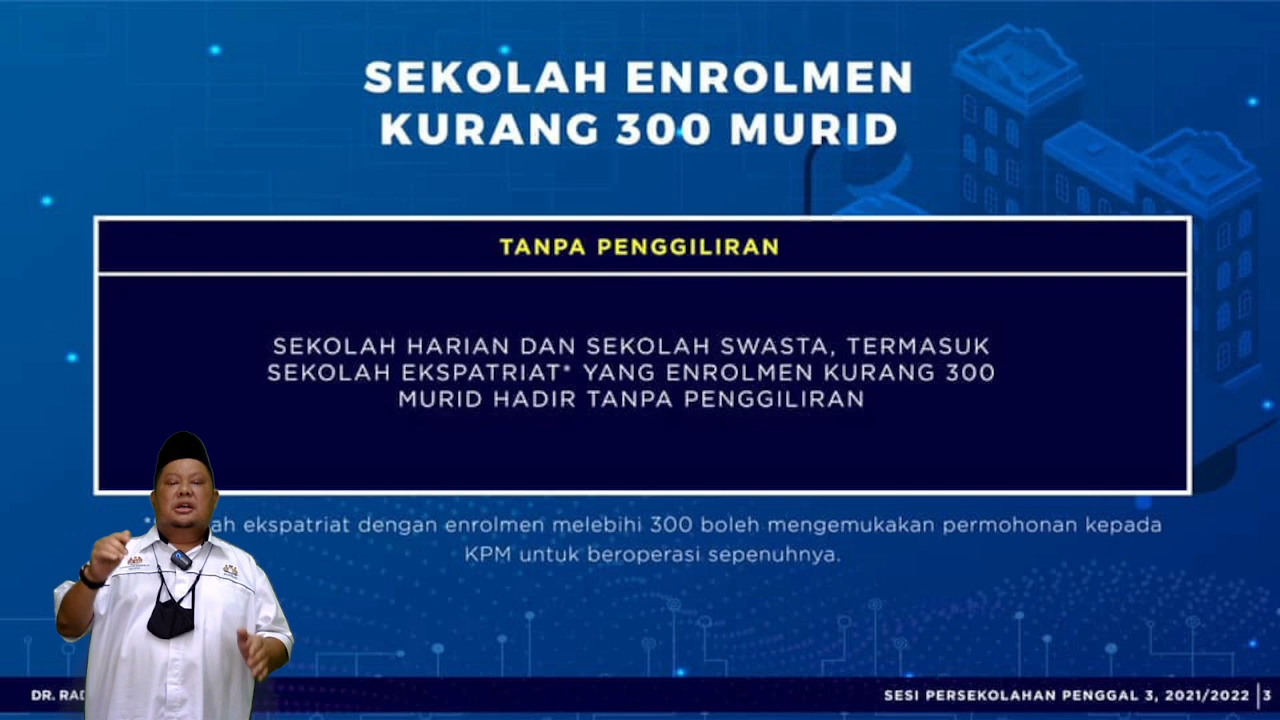 SEKOLAH ENROLMEN
KURANG 300 MURID
TANPA PENGGILIRAN
SEKOLAH HARIAN DAN SEKOLAH SWASTA, TERMASUK
SEKOLAH EKSPATRIAT* YANG ENROLMEN KURANG 300
MURID HADIR TANPA PENGGILIRAN
ekspatriat dengan enrolmen melebihi 300 boleh mengemukakan permohonan kepada
KPM untuk beroperasi sepenuhnya.
DR.
SESI PERSEKOLAHAN PENGGAL 3, 2021/2022 | 3